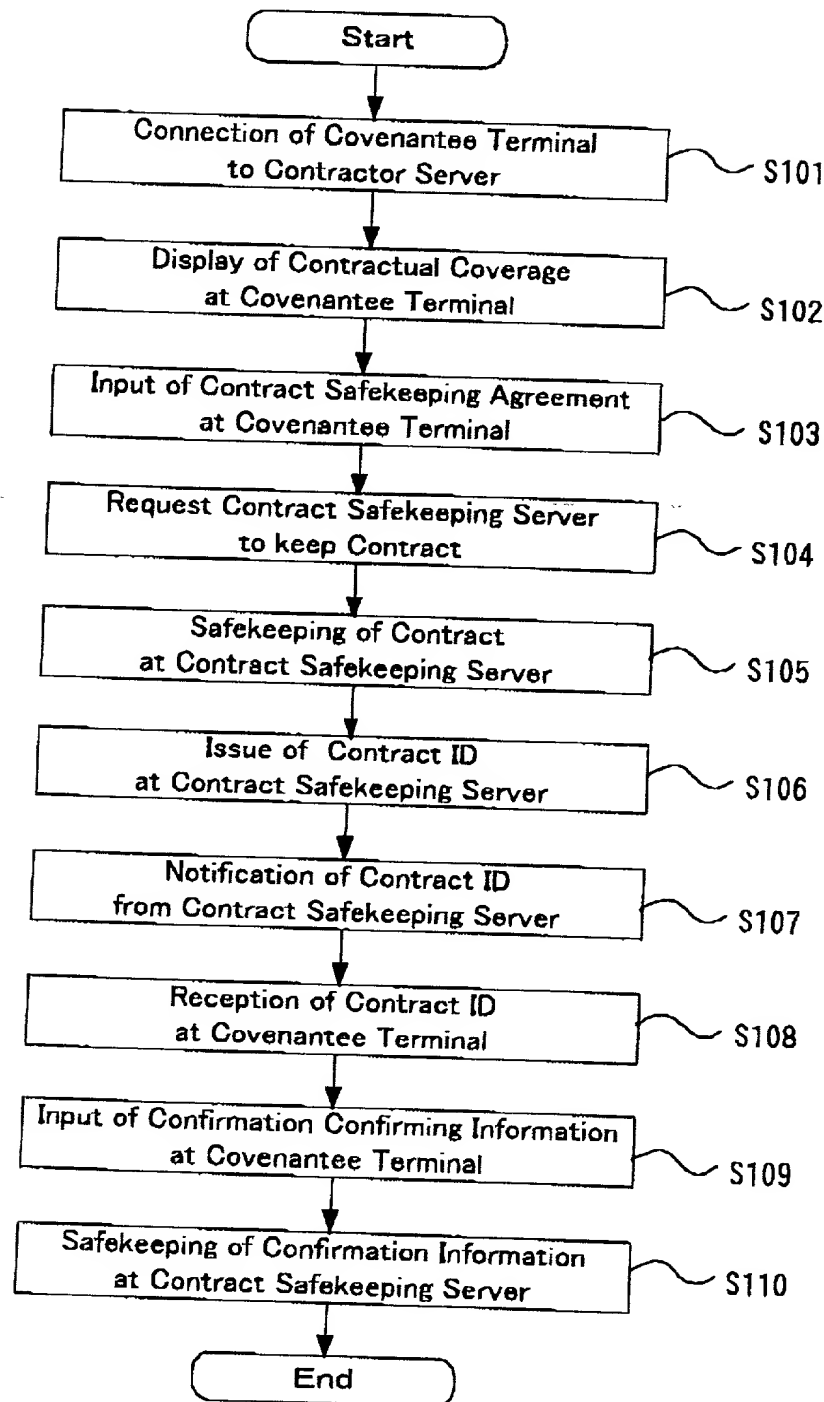 Start
Connection of Covenantee Terminal
to Contractor Server
S101
Display of Contractual Coverage
at Covenantee Terminal
S102
Input of Contract Safekeeping Agreement
at Covenantee Terminal
S103
Request Contract Safekeeping Server
to keep Contract
S104
Safekeeping of Contract
at Contract Safekeeping Server
S105
Issue of Contract ID
at Contract Safekeeping Server
S106
Notification of Contract ID
from Contract Safekeeping Server
S107
Reception of Contract ID
at Covenantee Terminal
S108
Input of Confirmation Confirming Information
at Covenantee Terminal
S109
Safekeeping of Confirmation Information
at Contract Safekeeping Server
S110
End